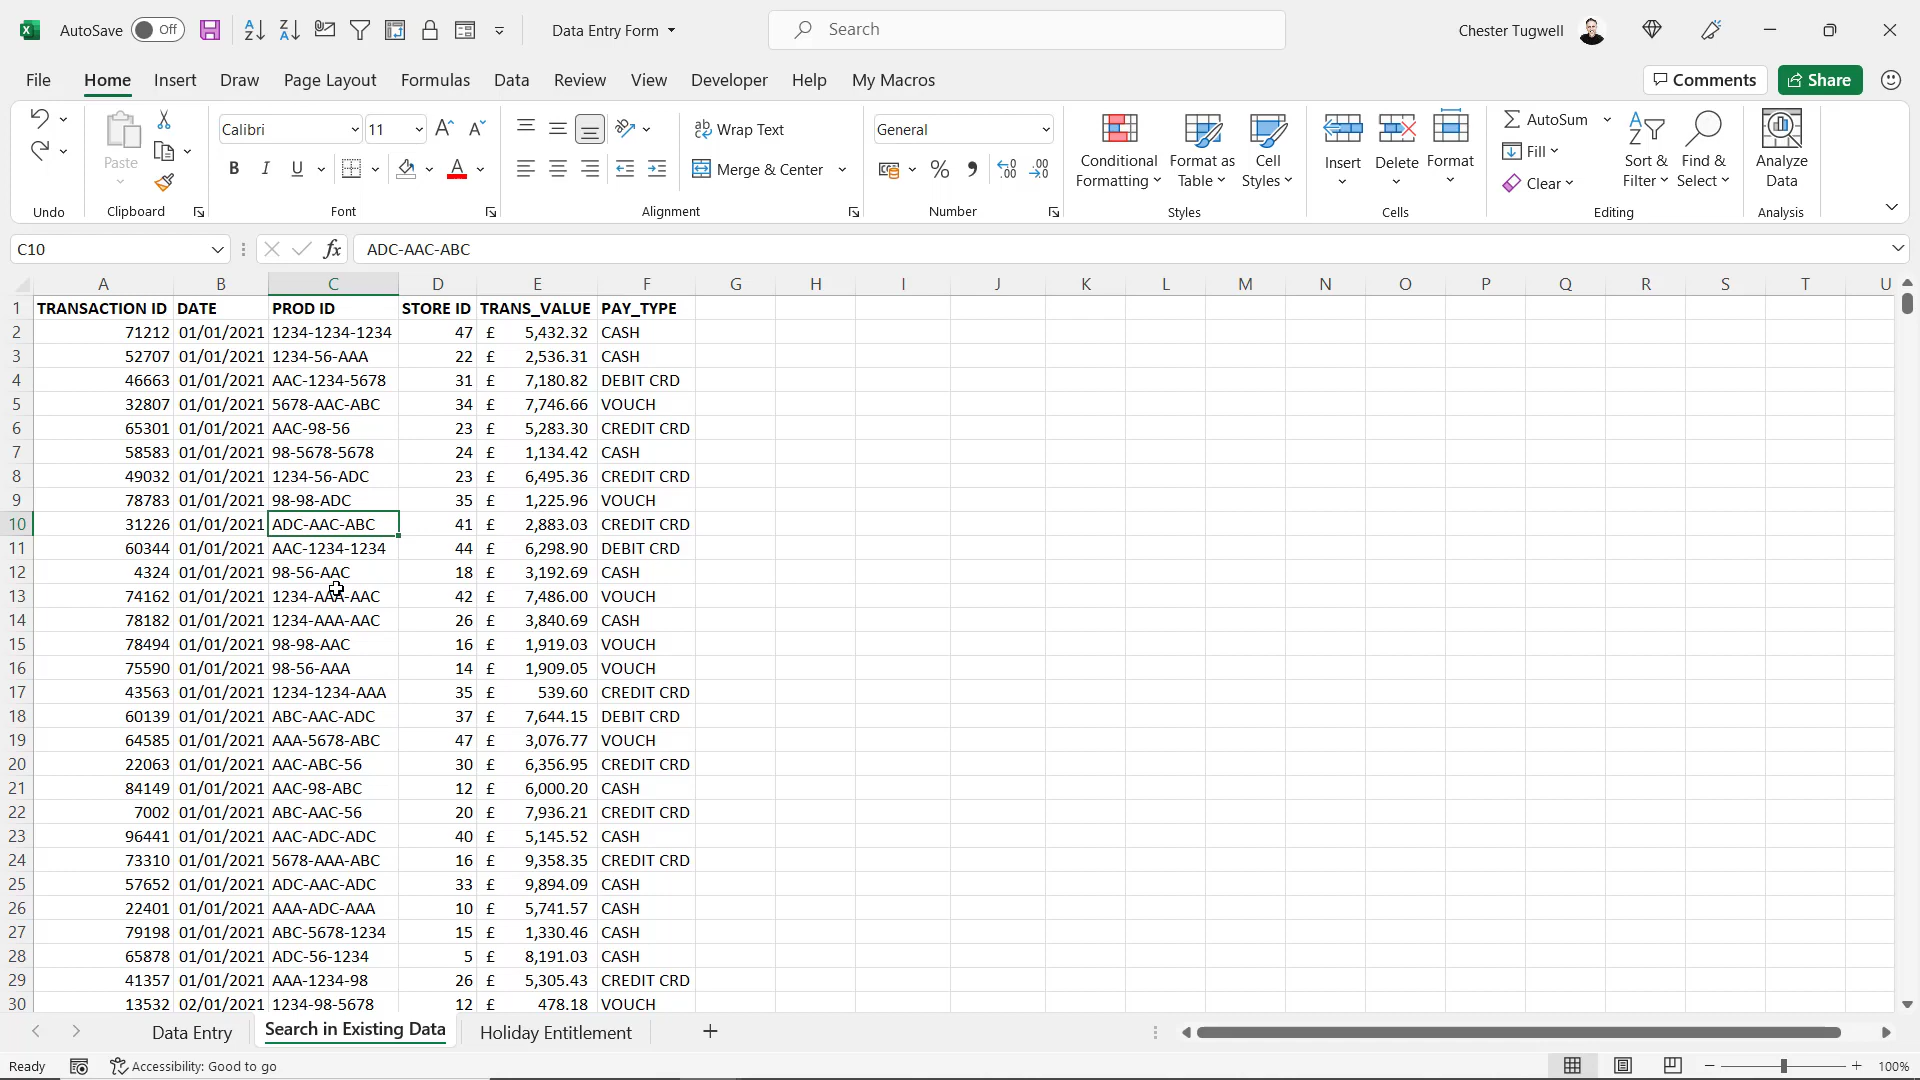 AutoSave Off Data Entry Form Search Chester Tugwell
File Home Insert Draw Page Layout Formulas Data Review View Developer Help My Macros Comments Share
Calibri 11 Wrap Text General AutoSum
Paste B I U Merge & Center % Conditional Formatting Format as Table Cell Styles Insert Delete Format Fill Clear Sort & Filter Find & Select Analyze Data
Undo Clipboard Font Alignment Number Styles Cells Editing Analysis
C10 fx ADC-AAC-ABC
A B C D E F G H I J K L M N O P Q R S T U
1 TRANSACTION ID DATE PROD ID STORE ID TRANS_VALUE PAY_TYPE
2 71212 01/01/2021 1234-1234-1234 47 £ 5,432.32 CASH
3 52707 01/01/2021 1234-56-AAA 22 £ 2,536.31 CASH
4 46663 01/01/2021 AAC-1234-5678 31 £ 7,180.82 DEBIT CRD
5 32807 01/01/2021 5678-AAC-ABC 34 £ 7,746.66 VOUCH
6 65301 01/01/2021 AAC-98-56 23 £ 5,283.30 CREDIT CRD
7 58583 01/01/2021 98-5678-5678 24 £ 1,134.42 CASH
8 49032 01/01/2021 1234-56-ADC 23 £ 6,495.36 CREDIT CRD
9 78783 01/01/2021 98-98-ADC 35 £ 1,225.96 VOUCH
10 31226 01/01/2021 ADC-AAC-ABC 41 £ 2,883.03 CREDIT CRD
11 60344 01/01/2021 AAC-1234-1234 44 £ 6,298.90 DEBIT CRD
12 4324 01/01/2021 98-56-AAC 18 £ 3,192.69 CASH
13 74162 01/01/2021 1234-AAA-AAC 42 £ 7,486.00 VOUCH
14 78182 01/01/2021 1234-AAA-AAC 26 £ 3,840.69 CASH
15 78494 01/01/2021 98-98-AAC 16 £ 1,919.03 VOUCH
16 75590 01/01/2021 98-56-AAA 14 £ 1,909.05 VOUCH
17 43563 01/01/2021 1234-1234-AAA 35 £ 539.60 CREDIT CRD
18 60139 01/01/2021 ABC-AAC-ADC 37 £ 7,644.15 DEBIT CRD
19 64585 01/01/2021 AAA-5678-ABC 47 £ 3,076.77 VOUCH
20 22063 01/01/2021 AAC-ABC-56 30 £ 6,356.95 CREDIT CRD
21 84149 01/01/2021 AAC-98-ABC 12 £ 6,000.20 CASH
22 7002 01/01/2021 ABC-AAC-56 20 £ 7,936.21 CREDIT CRD
23 96441 01/01/2021 AAC-ADC-ADC 40 £ 5,145.52 CASH
24 73310 01/01/2021 5678-AAA-ABC 16 £ 9,358.35 CREDIT CRD
25 57652 01/01/2021 ADC-AAC-ADC 33 £ 9,894.09 CASH
26 22401 01/01/2021 AAA-ADC-AAA 10 £ 5,741.57 CASH
27 79198 01/01/2021 ABC-5678-1234 15 £ 1,330.46 CASH
28 65878 01/01/2021 ADC-56-1234 5 £ 8,191.03 CASH
29 41357 01/01/2021 AAA-1234-98 26 £ 5,305.43 CREDIT CRD
30 13532 02/01/2021 1234-98-5678 12 £ 478.18 VOUCH
Data Entry Search in Existing Data Holiday Entitlement
Ready Accessibility: Good to go 100%